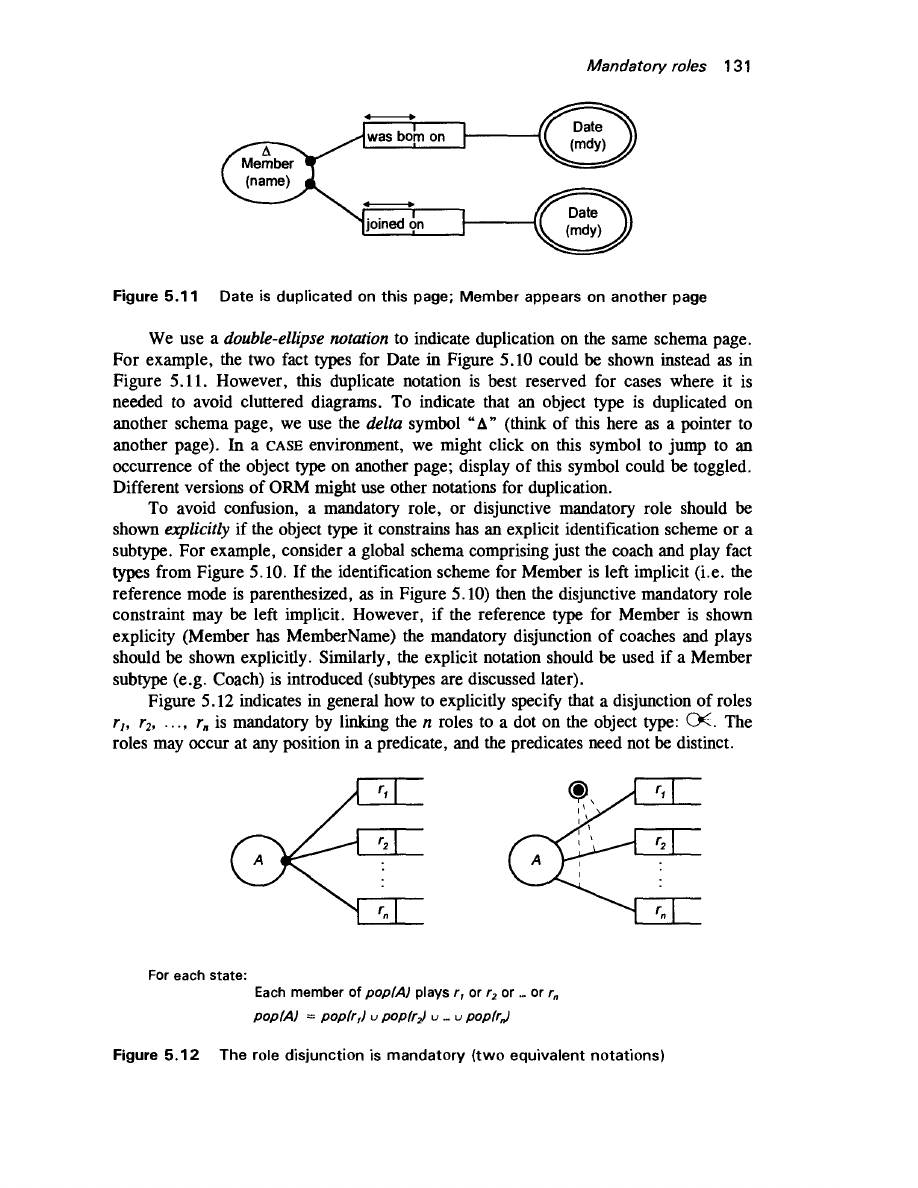 Mandatory roles 131
was born on
Date
(mdy)
Δ
Member
(name)
joined on
Date
(mdy)
Figure 5.11 Date is duplicated on this page; Member appears on another page
We use a double-ellipse notation to indicate duplication on the same schema page.
For example, the two fact types for Date in Figure 5.10 could be shown instead as in
Figure 5.11. However, this duplicate notation is best reserved for cases where it is
needed to avoid cluttered diagrams. To indicate that an object type is duplicated on
another schema page, we use the delta symbol "Δ" (think of this here as a pointer to
another page). In a CASE environment, we might click on this symbol to jump to an
occurrence of the object type on another page; display of this symbol could be toggled.
Different versions of ORM might use other notations for duplication.
To avoid confusion, a mandatory role, or disjunctive mandatory role should be
shown explicitly if the object type it constrains has an explicit identification scheme or a
subtype. For example, consider a global schema comprising just the coach and play fact
types from Figure 5.10. If the identification scheme for Member is left implicit (i.e. the
reference mode is parenthesized, as in Figure 5.10) then the disjunctive mandatory role
constraint may be left implicit. However, if the reference type for Member is shown
explicity (Member has MemberName) the mandatory disjunction of coaches and plays
should be shown explicitly. Similarly, the explicit notation should be used if a Member
subtype (e.g. Coach) is introduced (subtypes are discussed later).
Figure 5.12 indicates in general how to explicitly specify that a disjunction of roles
r1, r2, ..., rn is mandatory by linking the n roles to a dot on the object type: . The
roles may occur at any position in a predicate, and the predicates need not be distinct.
A
r1
r2
rn
A
r1
r2
rn
For each state:
Each member of pop(A) plays r1 or r2 or ... or rn
pop(A) = pop(r1) ∪ pop(r2) ∪ ... ∪ pop(rn)
Figure 5.12 The role disjunction is mandatory (two equivalent notations)